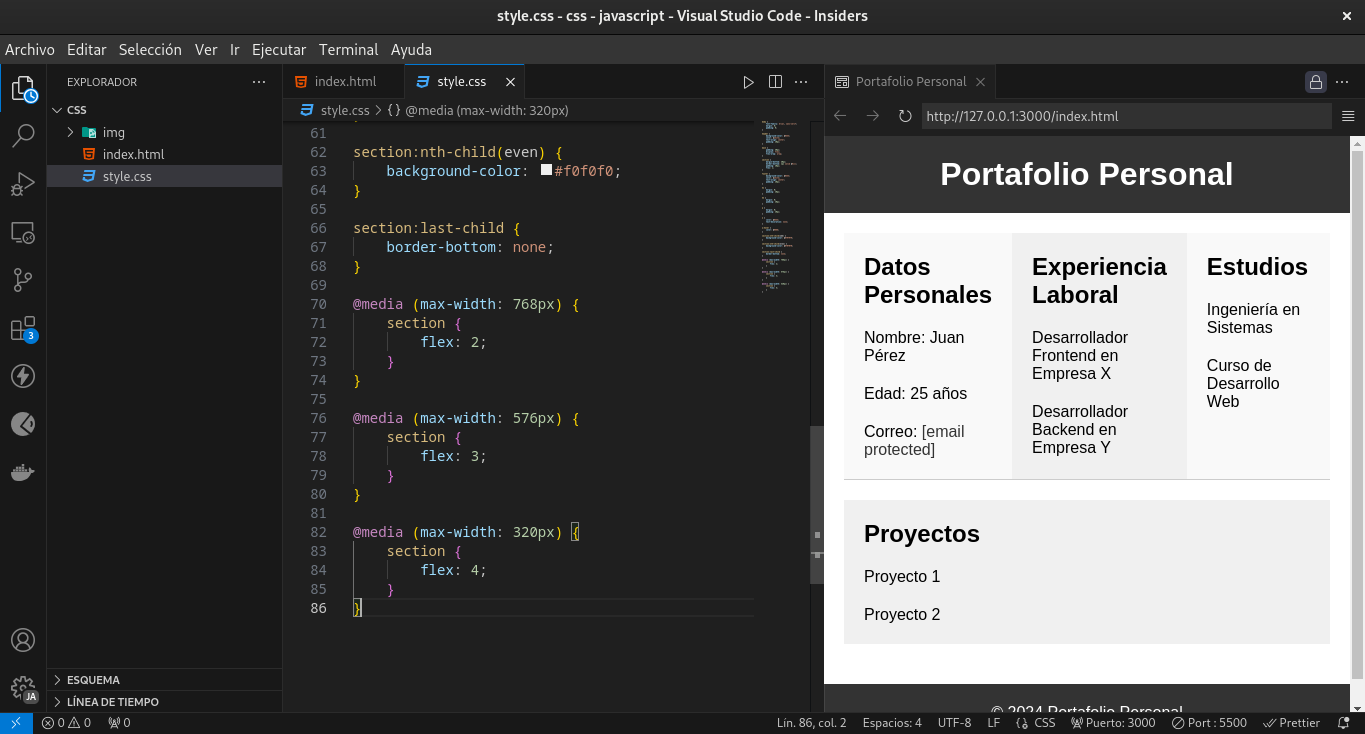 style.css - css - javascript - Visual Studio Code - Insiders
Archivo Editar Selección Ver Ir Ejecutar Terminal Ayuda
EXPLORADOR
CSS
img
index.html
style.css
3
JA
ESQUEMA
LÍNEA DE TIEMPO
index.html
style.css
style.css > {} @media (max-width: 320px)
61
62 section:nth-child(even) {
63 background-color: #f0f0f0;
64 }
65
66 section:last-child {
67 border-bottom: none;
68 }
69
70 @media (max-width: 768px) {
71 section {
72 flex: 2;
73 }
74 }
75
76 @media (max-width: 576px) {
77 section {
78 flex: 3;
79 }
80 }
81
82 @media (max-width: 320px) {
83 section {
84 flex: 4;
85 }
86 }
Portafolio Personal
http://127.0.0.1:3000/index.html
Portafolio Personal
Datos
Personales
Nombre: Juan
Pérez
Edad: 25 años
Correo: [email
protected]
Experiencia
Laboral
Desarrollador
Frontend en
Empresa X
Desarrollador
Backend en
Empresa Y
Estudios
Ingeniería en
Sistemas
Curso de
Desarrollo
Web
Proyectos
Proyecto 1
Proyecto 2
© 2024 Portafolio Personal
0 0 0
Lín. 86, col. 2 Espacios: 4 UTF-8 LF CSS Puerto: 3000 Port : 5500 Prettier